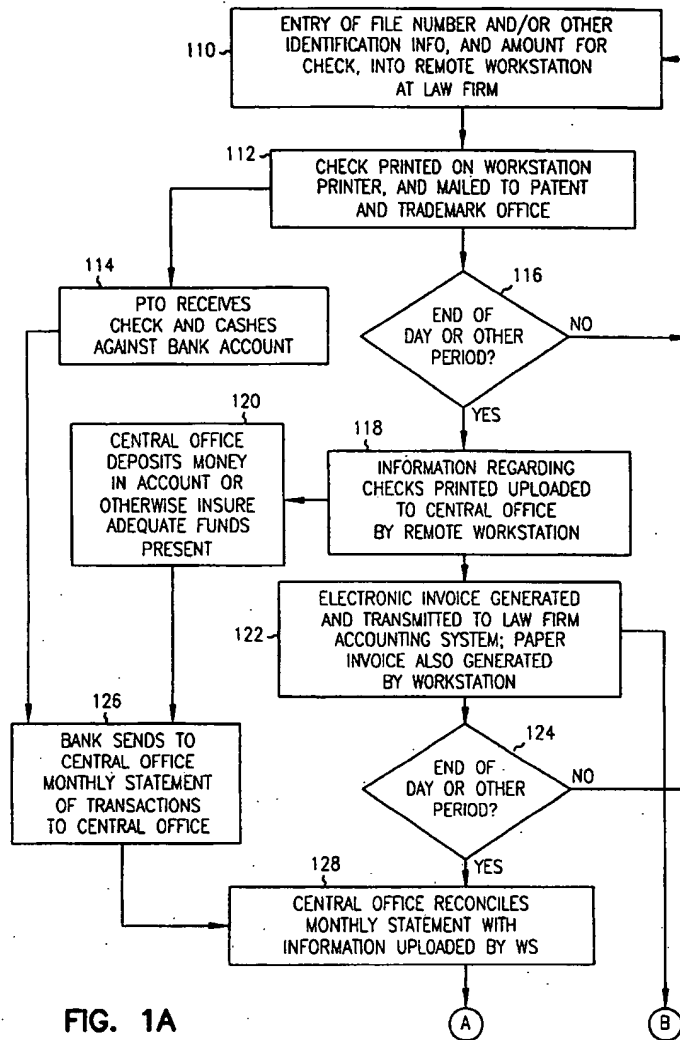 110
ENTRY OF FILE NUMBER AND/OR OTHER
IDENTIFICATION INFO, AND AMOUNT FOR
CHECK, INTO REMOTE WORKSTATION
AT LAW FIRM
112
CHECK PRINTED ON WORKSTATION
PRINTER, AND MAILED TO PATENT
AND TRADEMARK OFFICE
114
PTO RECEIVES
CHECK AND CASHES
AGAINST BANK ACCOUNT
116
END OF
DAY OR OTHER
PERIOD?
NO
YES
120
CENTRAL OFFICE
DEPOSITS MONEY
IN ACCOUNT OR
OTHERWISE INSURE
ADEQUATE FUNDS
PRESENT
118
INFORMATION REGARDING
CHECKS PRINTED UPLOADED
TO CENTRAL OFFICE
BY REMOTE WORKSTATION
122
ELECTRONIC INVOICE GENERATED
AND TRANSMITTED TO LAW FIRM
ACCOUNTING SYSTEM; PAPER
INVOICE ALSO GENERATED
BY WORKSTATION
126
BANK SENDS TO
CENTRAL OFFICE
MONTHLY STATEMENT
OF TRANSACTIONS
TO CENTRAL OFFICE
124
END OF
DAY OR OTHER
PERIOD?
NO
YES
128
CENTRAL OFFICE RECONCILES
MONTHLY STATEMENT WITH
INFORMATION UPLOADED BY WS
FIG. 1A
A
B